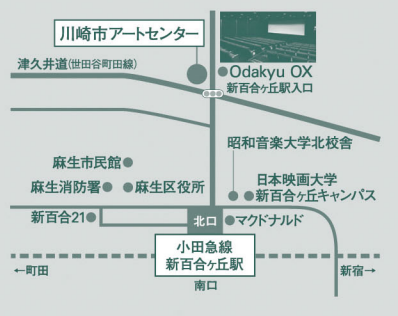 川崎市アートセンター
津久井道(世田谷町田線)
Odakyu OX
新百合ヶ丘駅入口
昭和音楽大学北校舎
麻生市民館
麻生消防署
麻生区役所
日本映画大学
新百合ヶ丘キャンパス
新百合21
北口
マクドナルド
小田急線
新百合ヶ丘駅
←町田
南口
新宿→